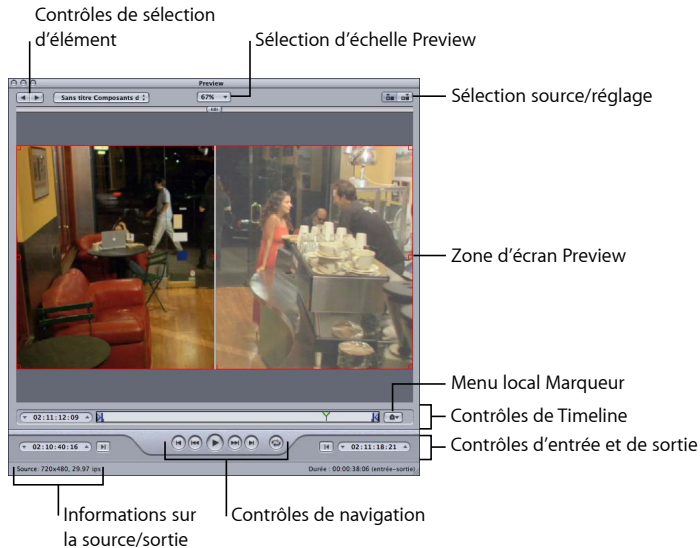 Contrôles de sélection
d'élément
Sélection d'échelle Preview
Preview
Sans titre Composants d
67%
Sélection source/réglage
Zone d'écran Preview
Menu local Marqueur
02:11:12:09
Contrôles de Timeline
02:10:40:16
02:11:18:21
Contrôles d'entrée et de sortie
Source: 720x480, 29.97 ips
Durée : 00:00:38:06 (entrée-sortie)
Informations sur
la source/sortie
Contrôles de navigation